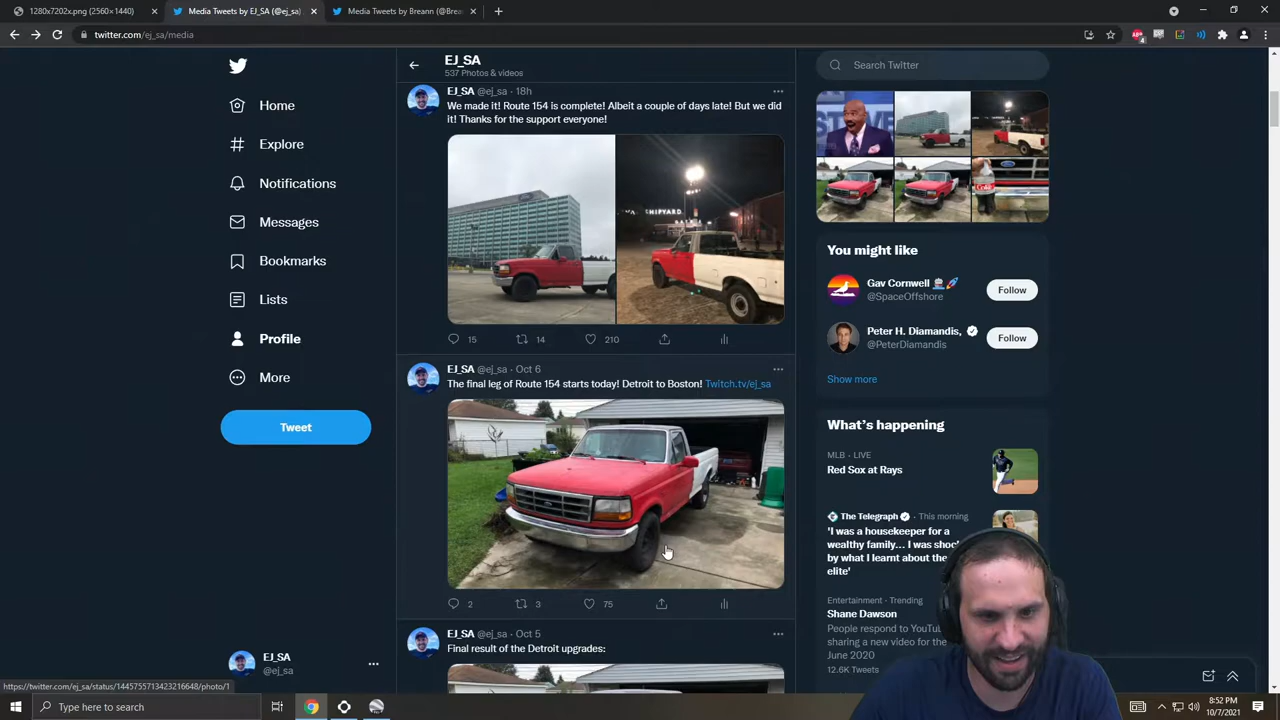 1280x7202x.png (2560×1440)
Media Tweets by EJ_SA (@ej_sa)
Media Tweets by Breann (@Brea
twitter.com/ej_sa/media
4
EJ_SA
537 Photos & videos
Search Twitter
Home
Explore
Notifications
Messages
Bookmarks
Lists
Profile
More
Tweet
EJ_SA
@ej_sa
EJ_SA @ej_sa · 18h
We made it! Route 154 is complete! Albeit a couple of days late! But we did
it! Thanks for the support everyone!
SHIPYARD
15
14
210
EJ_SA @ej_sa · Oct 6
The final leg of Route 154 starts today! Detroit to Boston! Twitch.tv/ej_sa
2
3
75
EJ_SA @ej_sa · Oct 5
Final result of the Detroit upgrades:
Coke
You might like
Gav Cornwell
@SpaceOffshore
Follow
Peter H. Diamandis,
@PeterDiamandis
Follow
Show more
What's happening
MLB · LIVE
Red Sox at Rays
The Telegraph · This morning
'I was a housekeeper for a
wealthy family... I was shoc
by what I learnt about the
elite'
Entertainment · Trending
Shane Dawson
People respond to YouTu
sharing a new video for the
June 2020
12.6K Tweets
https://twitter.com/ej_sa/status/1445755713423216648/photo/1
Type here to search
8:52 PM
10/7/2021